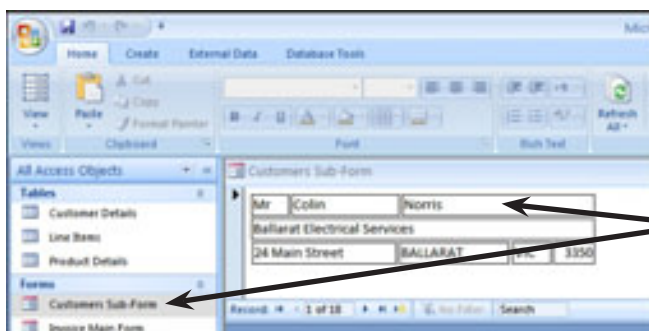 Home Create External Data Database Tools
View
Paste
Cut
Copy
Format Painter
Refresh
All
Views Clipboard Font Rich Text
All Access Objects
Tables
Customer Details
Line Items
Product Details
Forms
Customers Sub-Form
Invoice Main Form
Customers Sub-Form
Mr Colin Norris
Ballarat Electrical Services
24 Main Street BALLARAT 3350
Record: 1 of 18 No Filter Search